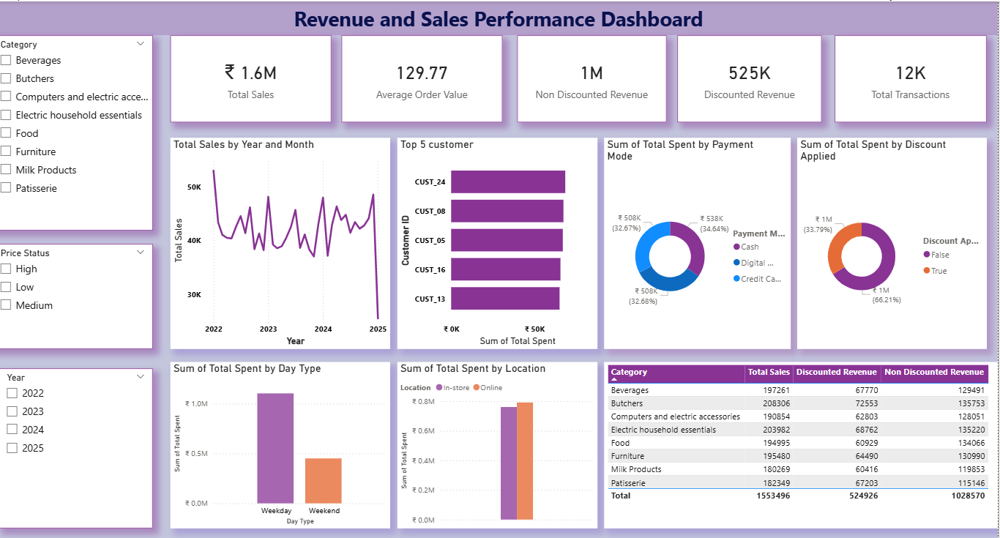 Revenue and Sales Performance Dashboard
Category
Beverages
Butchers
Computers and electric acce...
Electric household essentials
Food
Furniture
Milk Products
Patisserie
Price Status
High
Low
Medium
Year
2022
2023
2024
2025
₹ 1.6M
Total Sales
129.77
Average Order Value
1M
Non Discounted Revenue
525K
Discounted Revenue
12K
Total Transactions
Total Sales by Year and Month
Total Sales
50K
40K
30K
2022 2023 2024 2025
Year
Top 5 customer
Customer ID
CUST_24
CUST_08
CUST_05
CUST_16
CUST_13
₹ 0K ₹ 50K
Sum of Total Spent
Sum of Total Spent by Payment
Mode
₹ 508K
(32.67%)
₹ 538K
(34.64%)
₹ 508K
(32.68%)
Payment M...
Cash
Digital ...
Credit Ca...
Sum of Total Spent by Discount
Applied
₹ 1M
(33.79%)
₹ 1M
(66.21%)
Discount Ap...
False
True
Sum of Total Spent by Day Type
Sum of Total Spent
₹ 1.0M
₹ 0.5M
₹ 0.0M
Weekday Weekend
Day Type
Sum of Total Spent by Location
Location In-store Online
Sum of Total Spent
₹ 0.8M
₹ 0.6M
₹ 0.4M
₹ 0.2M
₹ 0.0M
Category Total Sales Discounted Revenue Non Discounted Revenue
Beverages 197261 67770 129491
Butchers 208306 72553 135753
Computers and electric accessories 190854 62803 128051
Electric household essentials 203982 68762 135220
Food 194995 60929 134066
Furniture 195480 64490 130990
Milk Products 180269 60416 119853
Patisserie 182349 67203 115146
Total 1553496 524926 1028570